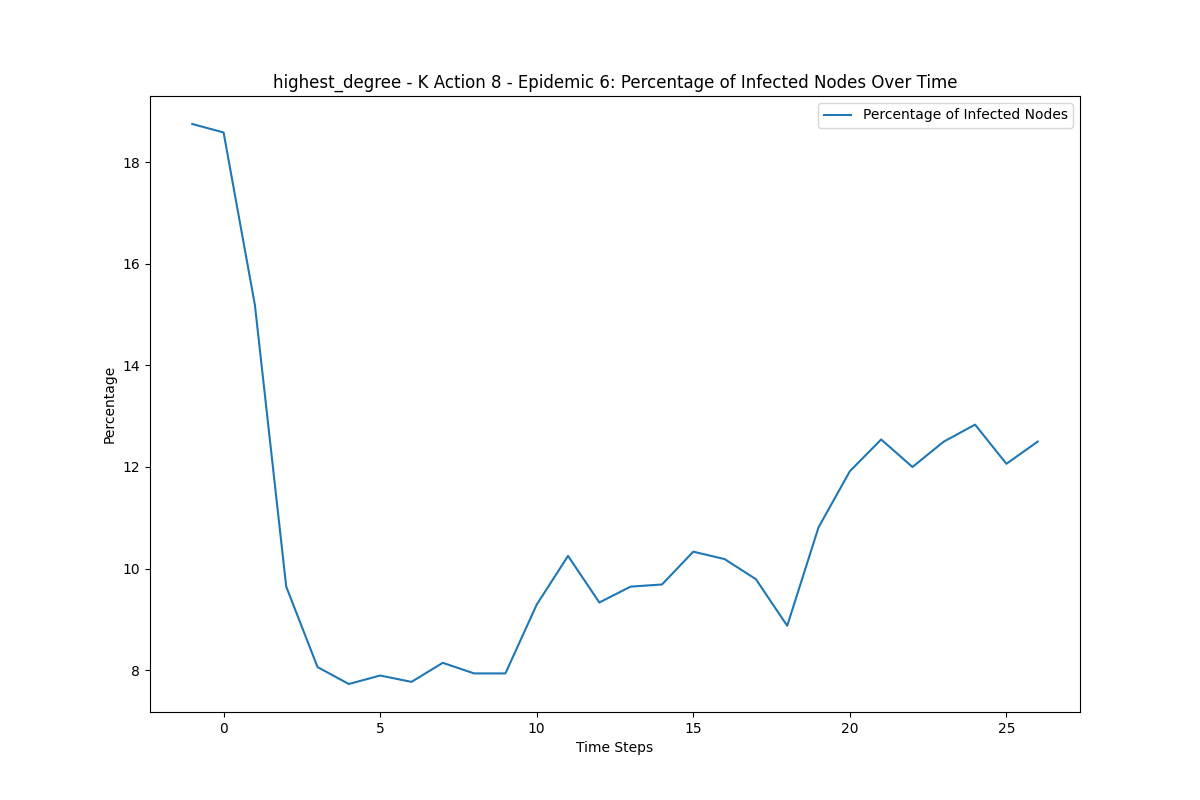 highest_degree - K Action 8 - Epidemic 6: Percentage of Infected Nodes Over Time
Percentage of Infected Nodes
18
16
14
12
10
8
Percentage
0 5 10 15 20 25
Time Steps